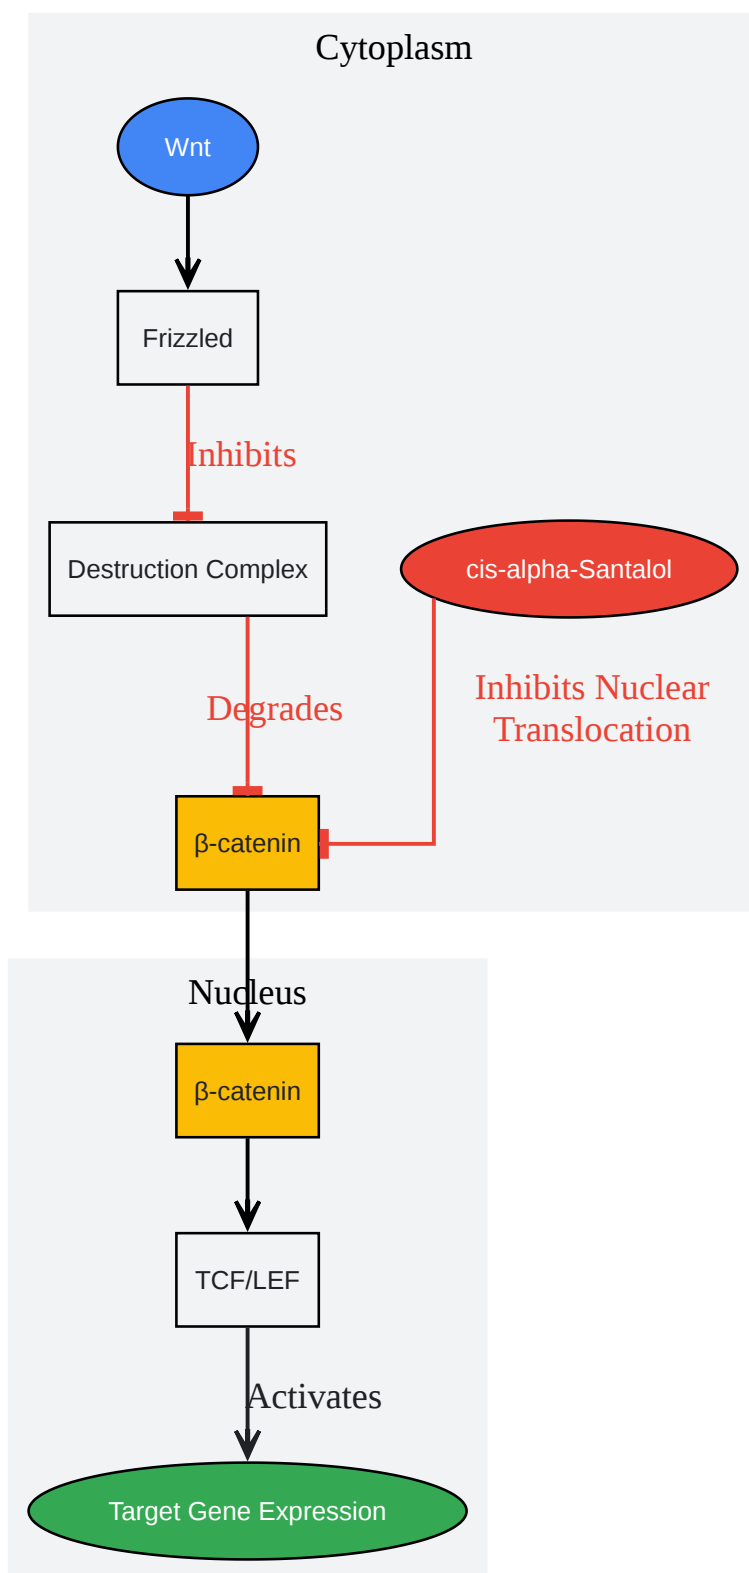 Cytoplasm
Wnt
Frizzled
Inhibits
Destruction Complex
cis-alpha-Santalol
Degrades
Inhibits Nuclear
Translocation
β-catenin
Nucleus
β-catenin
TCF/LEF
Activates
Target Gene Expression